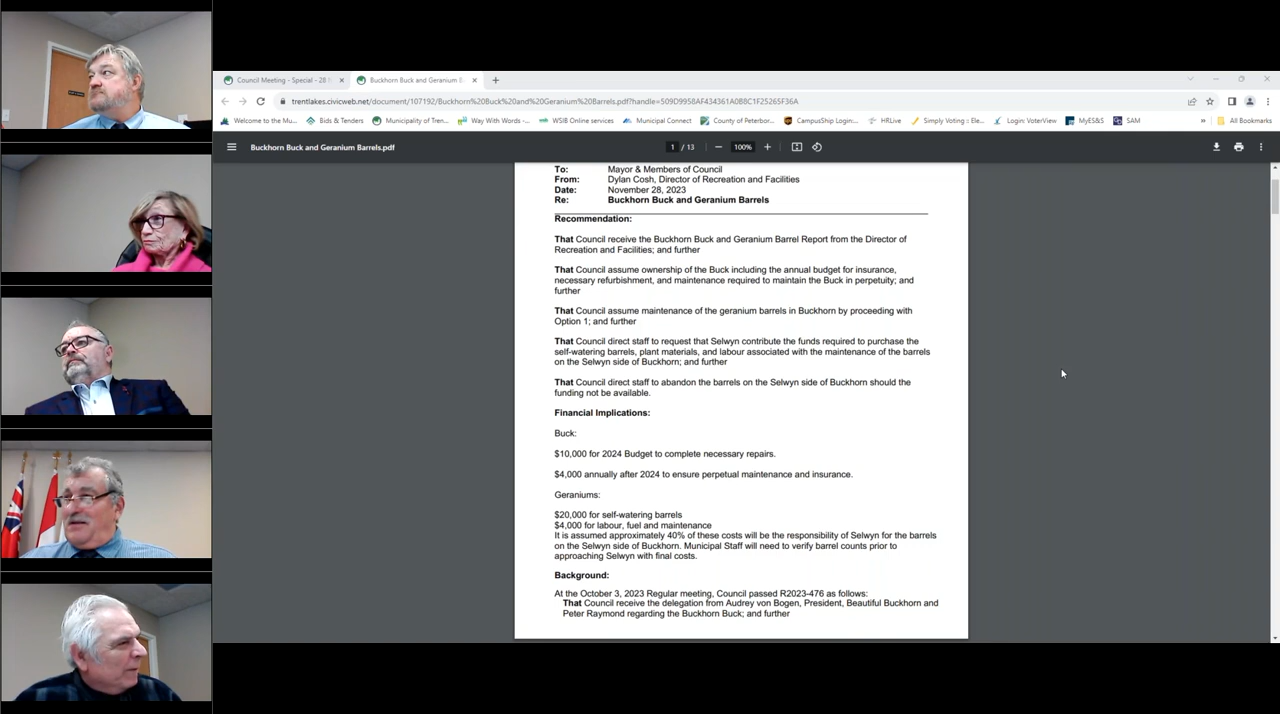 Council Meeting - Special - 28
Buckhorn Buck and Geranium B
trentlakes.civicweb.net/document/107192/Buckhorn%20Buck%20and%20Geranium%20Barrels.pdf?handle=509D9958AF434361A0B8C1F25265F36A
Welcome to the Mu...
Bids & Tenders
Municipality of Tren...
Way With Words -...
WSIB Online services
Municipal Connect
County of Peterbor...
CampusShip Login:...
HRLive
Simply Voting :: Ele...
Login: VoterView
MyES&S
SAM
All Bookmarks
Buckhorn Buck and Geranium Barrels.pdf
1 / 13
100%
To: Mayor & Members of Council
From: Dylan Cosh, Director of Recreation and Facilities
Date: November 28, 2023
Re: Buckhorn Buck and Geranium Barrels
Recommendation:
That Council receive the Buckhorn Buck and Geranium Barrel Report from the Director of
Recreation and Facilities; and further
That Council assume ownership of the Buck including the annual budget for insurance,
necessary refurbishment, and maintenance required to maintain the Buck in perpetuity; and
further
That Council assume maintenance of the geranium barrels in Buckhorn by proceeding with
Option 1; and further
That Council direct staff to request that Selwyn contribute the funds required to purchase the
self-watering barrels, plant materials, and labour associated with the maintenance of the barrels
on the Selwyn side of Buckhorn; and further
That Council direct staff to abandon the barrels on the Selwyn side of Buckhorn should the
funding not be available.
Financial Implications:
Buck:
$10,000 for 2024 Budget to complete necessary repairs.
$4,000 annually after 2024 to ensure perpetual maintenance and insurance.
Geraniums:
$20,000 for self-watering barrels
$4,000 for labour, fuel and maintenance
It is assumed approximately 40% of these costs will be the responsibility of Selwyn for the barrels
on the Selwyn side of Buckhorn. Municipal Staff will need to verify barrel counts prior to
approaching Selwyn with final costs.
Background:
At the October 3, 2023 Regular meeting, Council passed R2023-476 as follows:
That Council receive the delegation from Audrey von Bogen, President, Beautiful Buckhorn and
Peter Raymond regarding the Buckhorn Buck; and further